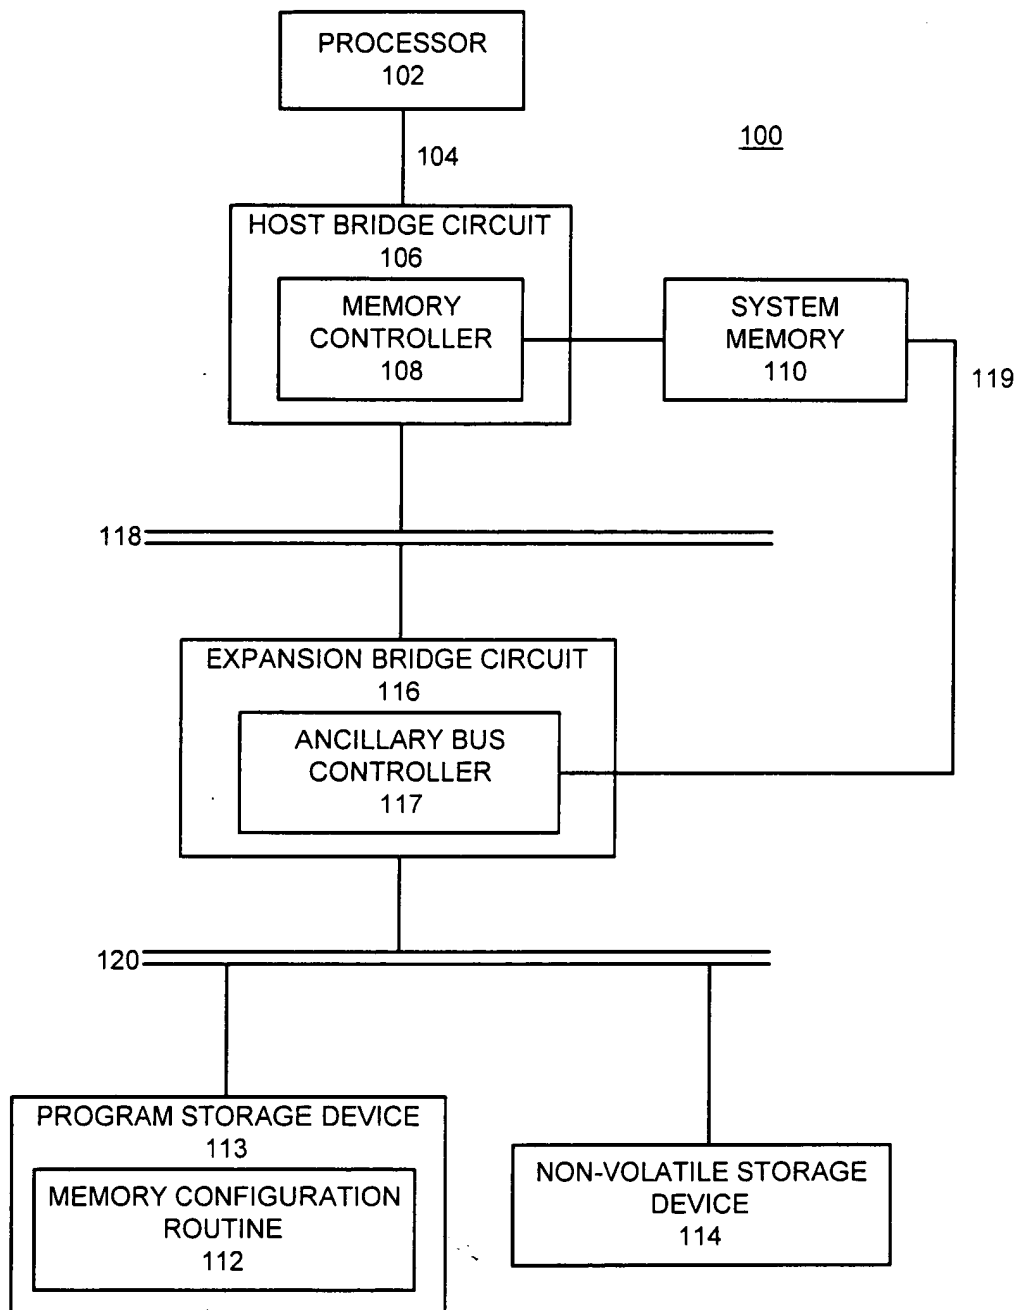 PROCESSOR
102
104
100
HOST BRIDGE CIRCUIT
106
MEMORY
CONTROLLER
108
SYSTEM
MEMORY
110
119
118
EXPANSION BRIDGE CIRCUIT
116
ANCILLARY BUS
CONTROLLER
117
120
PROGRAM STORAGE DEVICE
113
MEMORY CONFIGURATION
ROUTINE
112
NON-VOLATILE STORAGE
DEVICE
114